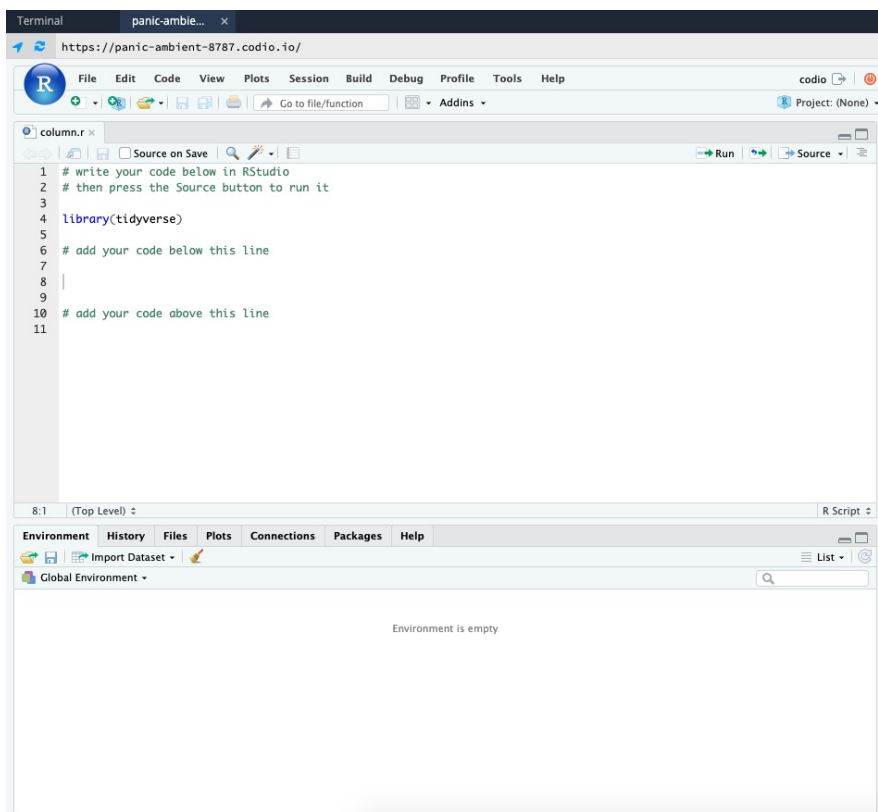 Terminal panic-ambie... ×
https://panic-ambient-8787.codio.io/
R File Edit Code View Plots Session Build Debug Profile Tools Help codio
Go to file/function Addins Project: (None)
column.r ×
Source on Save Run Source
1 # write your code below in RStudio
2 # then press the Source button to run it
3
4 library(tidyverse)
5
6 # add your code below this line
7
8
9
10 # add your code above this line
11
8:1 (Top Level) R Script
Environment History Files Plots Connections Packages Help
Import Dataset List
Global Environment
Environment is empty